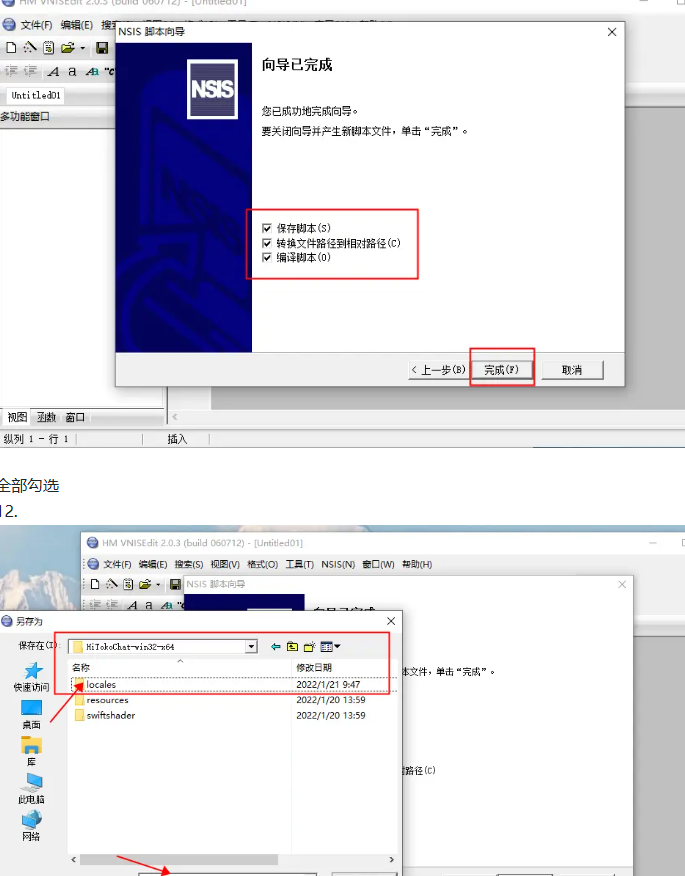 HM VNISEdit 2.0.3 (build 060712) - [Untitled01]
文件(F) 编辑(E)
NSIS 脚本向导
Untitled01
多功能窗口
NSIS
向导已完成
您已成功地完成向导。
要关闭向导并产生新脚本文件，单击“完成”。
保存脚本(S)
转换文件路径到相对路径(C)
编译脚本(O)
< 上一步(B)
完成(F)
取消
视图 函数 窗口
纵列 1 - 行 1
插入
全部勾选
12.
HM VNISEdit 2.0.3 (build 060712) - [Untitled01]
文件(F) 编辑(E) 搜索(S) 视图(V) 格式(O) 工具(T) NSIS(N) 窗口(W) 帮助(H)
NSIS 脚本向导
另存为
保存在(I):
HiTokoChat-win32-x64
名称 修改日期
locales 2022/1/21 9:47
resources 2022/1/20 13:59
swiftshader 2022/1/20 13:59
快速访问
桌面
库
此电脑
网络
本文件，单击“完成”。
路径(C)